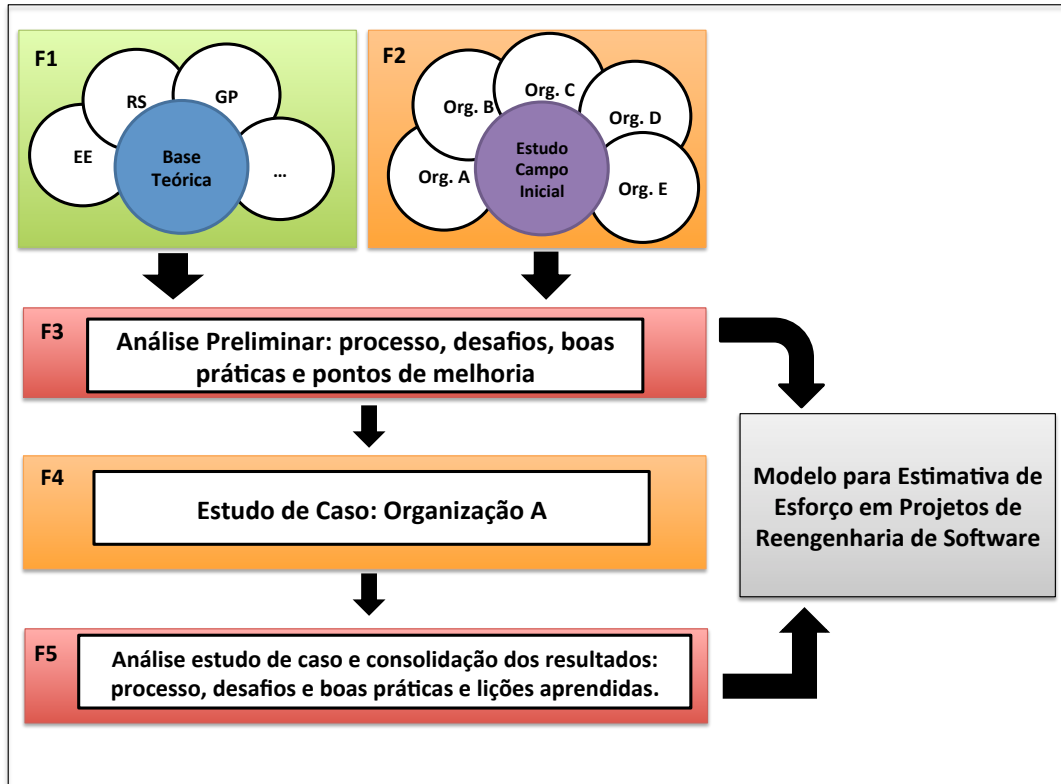 F1
RS
GP
EE
Base
Teórica
...
F2
Org. B
Org. C
Org. D
Org. A
Estudo
Campo
Inicial
Org. E
F3
Análise Preliminar: processo, desafios, boas
práticas e pontos de melhoria
F4
Estudo de Caso: Organização A
F5
Análise estudo de caso e consolidação dos resultados:
processo, desafios e boas práticas e lições aprendidas.
Modelo para Estimativa de
Esforço em Projetos de
Reengenharia de Software